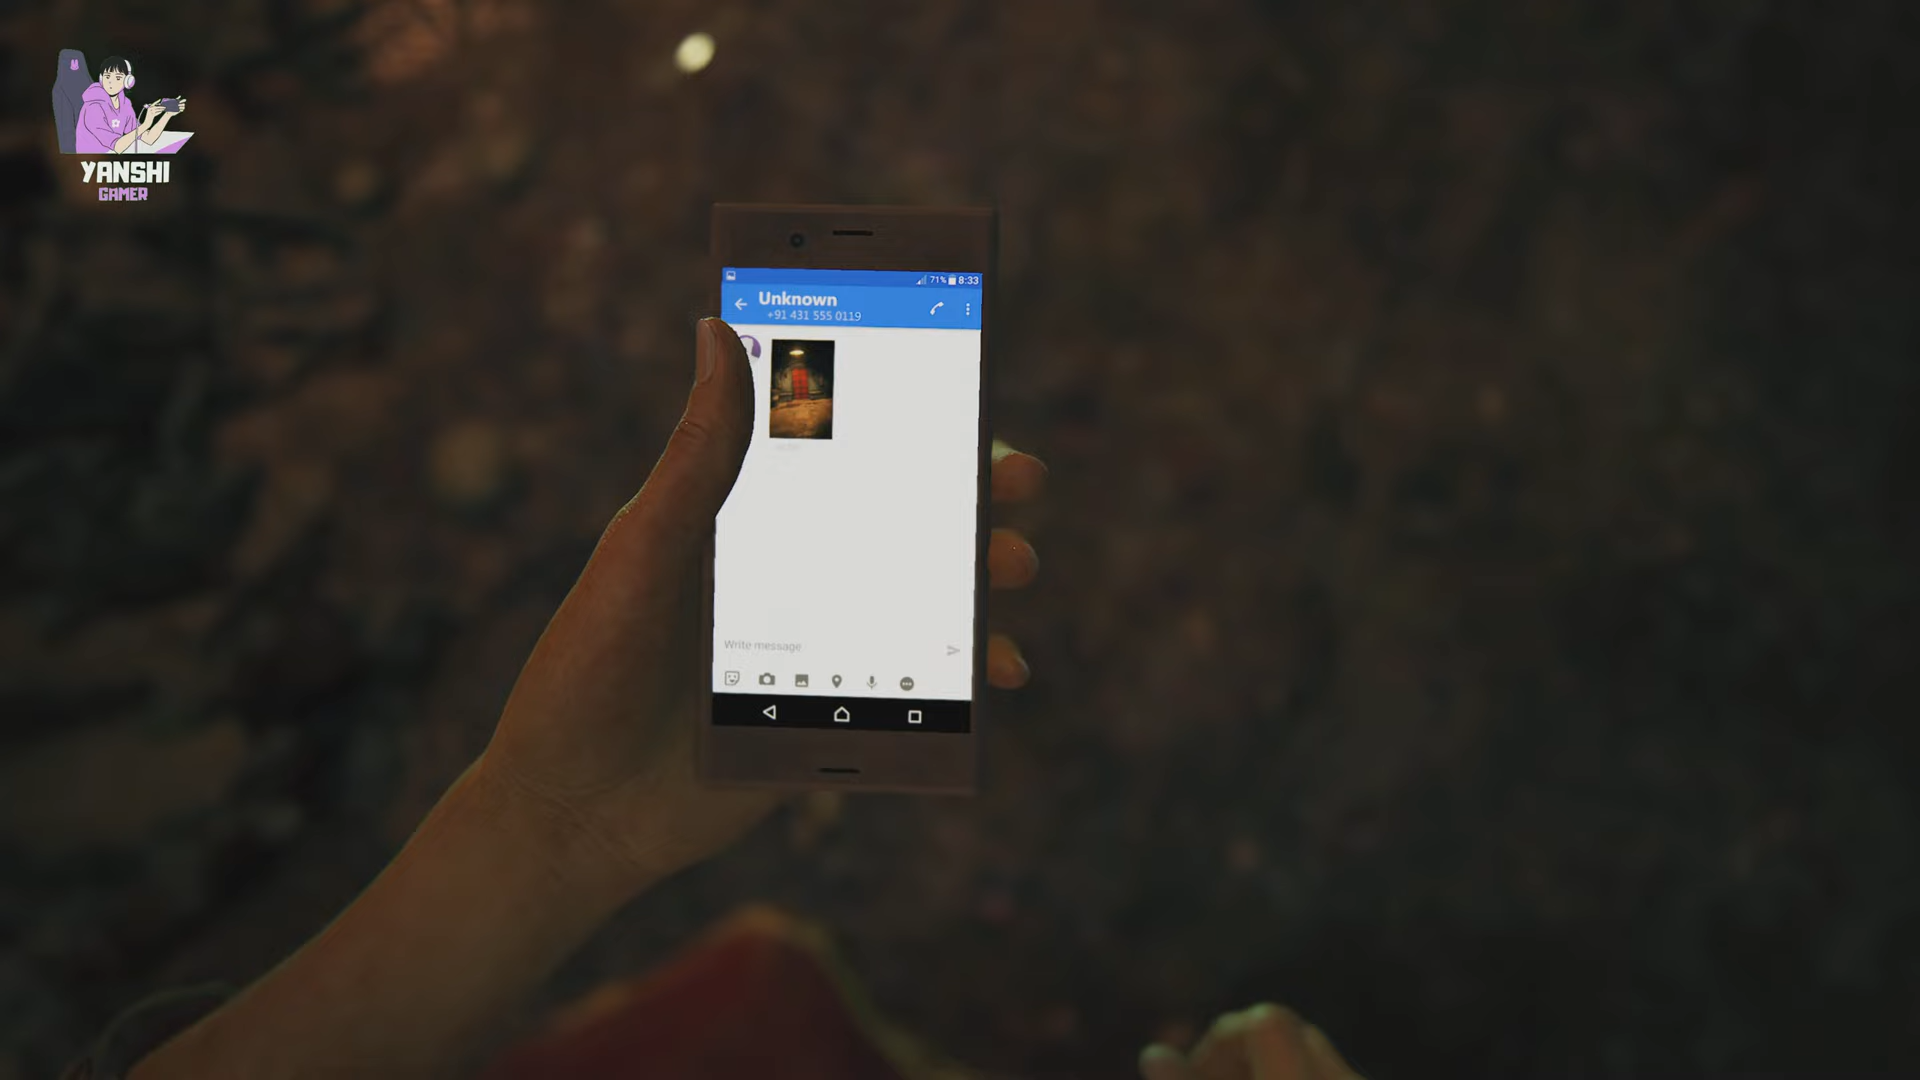 YANSHI
GAMER
71% 8:33
Unknown
+91 431 555 0119
Write message